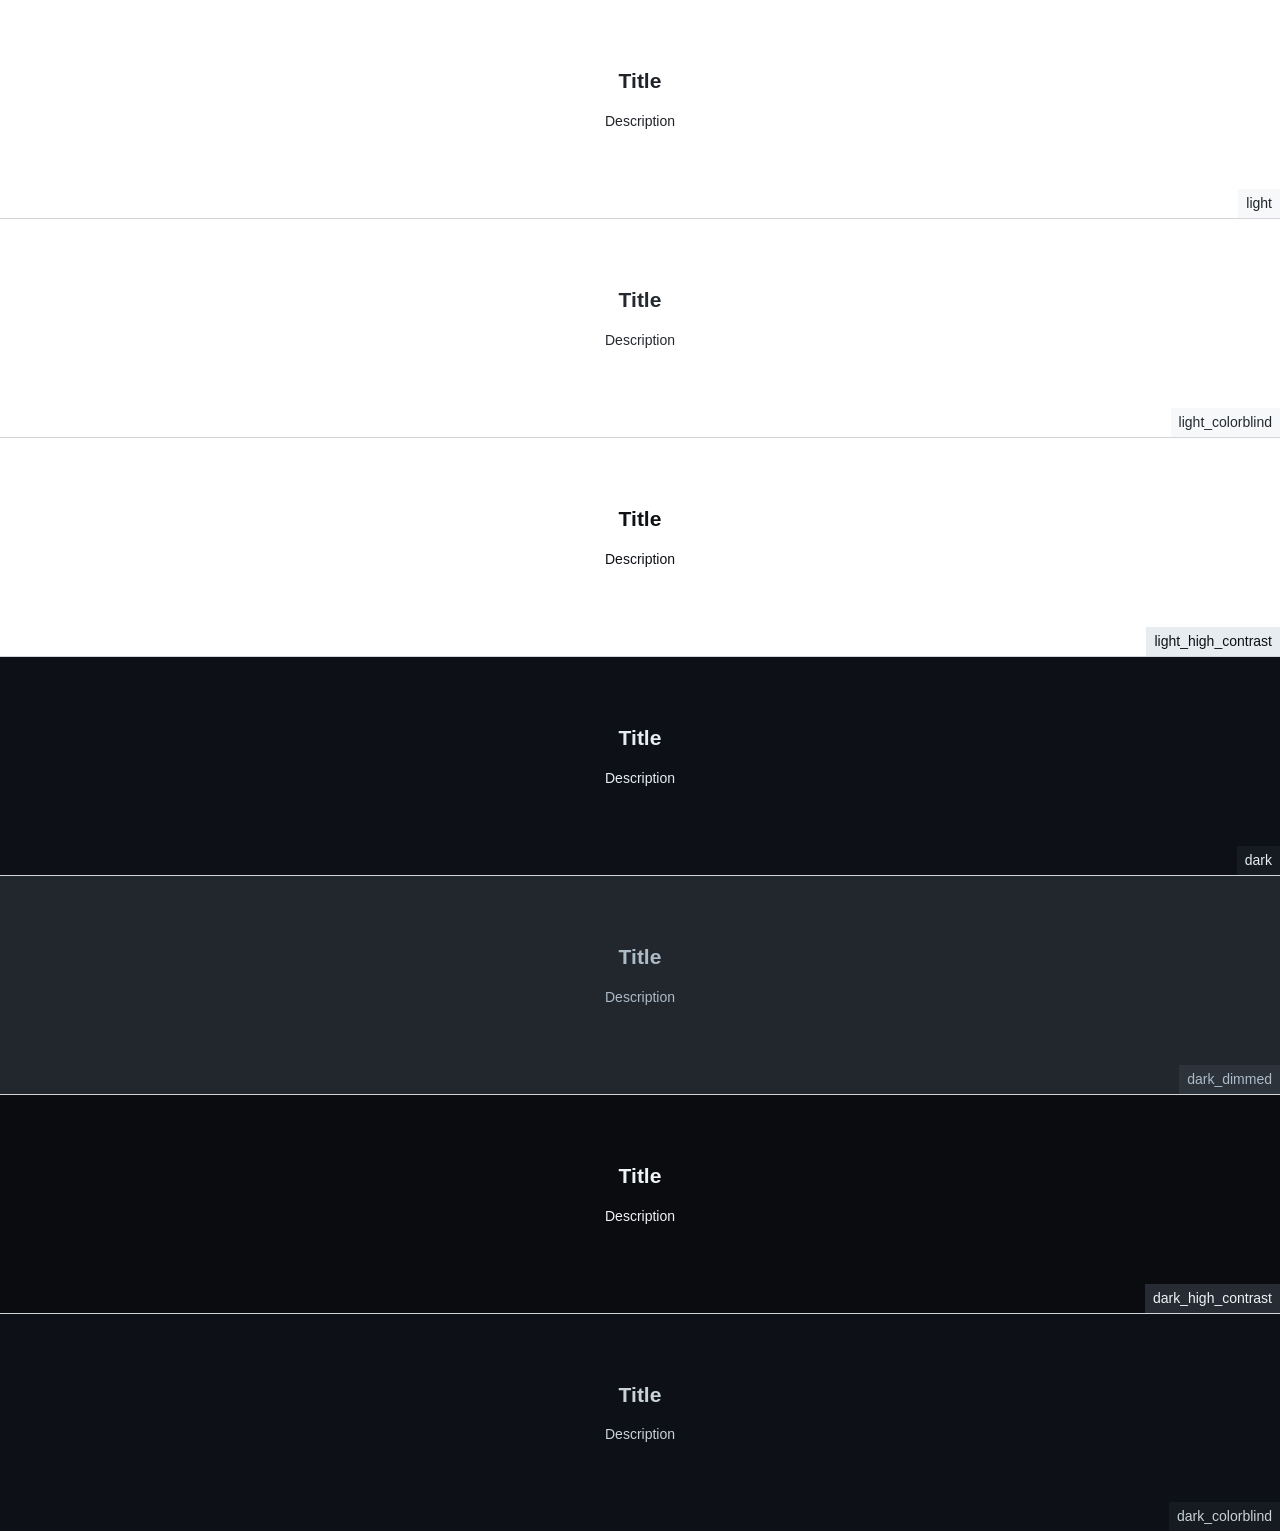 Title
Description
light
Title
Description
light_colorblind
Title
Description
light_high_contrast
Title
Description
dark
Title
Description
dark_dimmed
Title
Description
dark_high_contrast
Title
Description
dark_colorblind